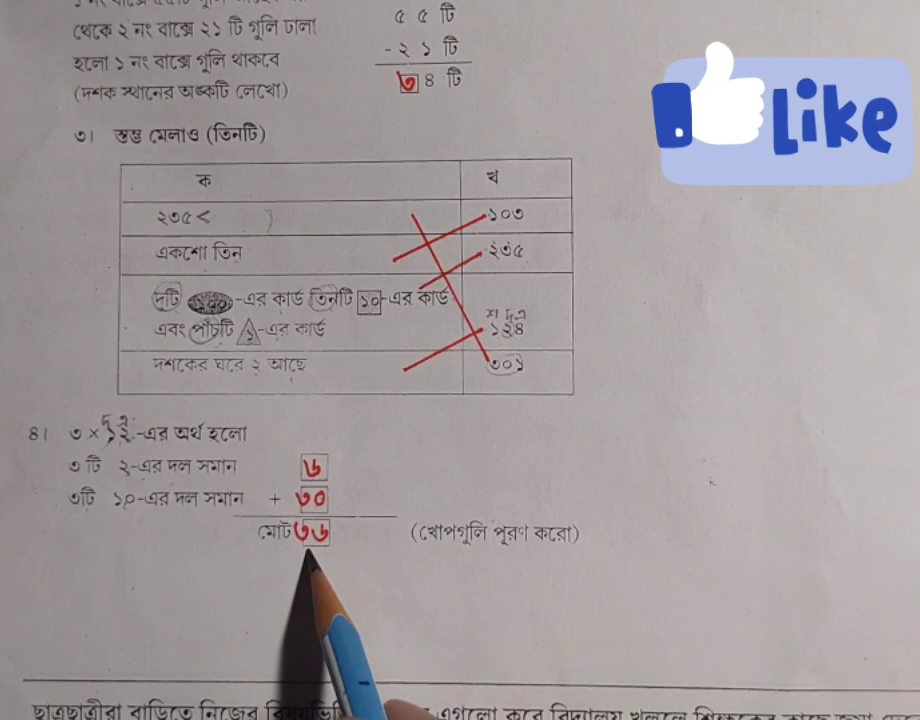 থেকে ২ নং বাক্সে ২১ টি গুলি ঢালা
হলো ১ নং বাক্সে গুলি থাকবে
(দশক স্থানের অঙ্কটি লেখো)
৫ ৫ টি
- ২ ১ টি
৩ ৪ টি
Like
৩। স্তম্ভ মেলাও (তিনটি)
ক খ
২৩৫ < ১০৩
একশো তিন ২৩৫
দুটি ১০০ -এর কার্ড তিনটি ১০ -এর কার্ড
শ দ এ
এবং পাঁচটি ১ -এর কার্ড ১২৪
দশকের ঘরে ২ আছে ৩০১
দ এ
৪। ৩ × ১২ -এর অর্থ হলো
৩ টি ২-এর দল সমান ৬
৩টি ১০-এর দল সমান + ৩০
মোট ৩৬ (খোপগুলি পূরণ করো)
ছাত্রছাত্রীরা বাড়িতে নিজের